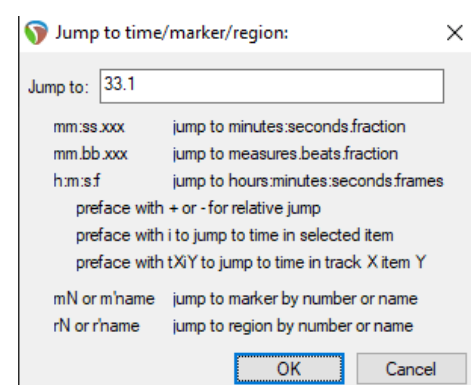 Jump to time/marker/region:
Jump to: 33.1
mm:ss.xxx jump to minutes:seconds.fraction
mm.bb.xxx jump to measures.beats.fraction
h:m:s.f jump to hours:minutes:seconds.frames
preface with + or - for relative jump
preface with i to jump to time in selected item
preface with tXiY to jump to time in track X item Y
mN or m'name jump to marker by number or name
rN or r'name jump to region by number or name
OK Cancel